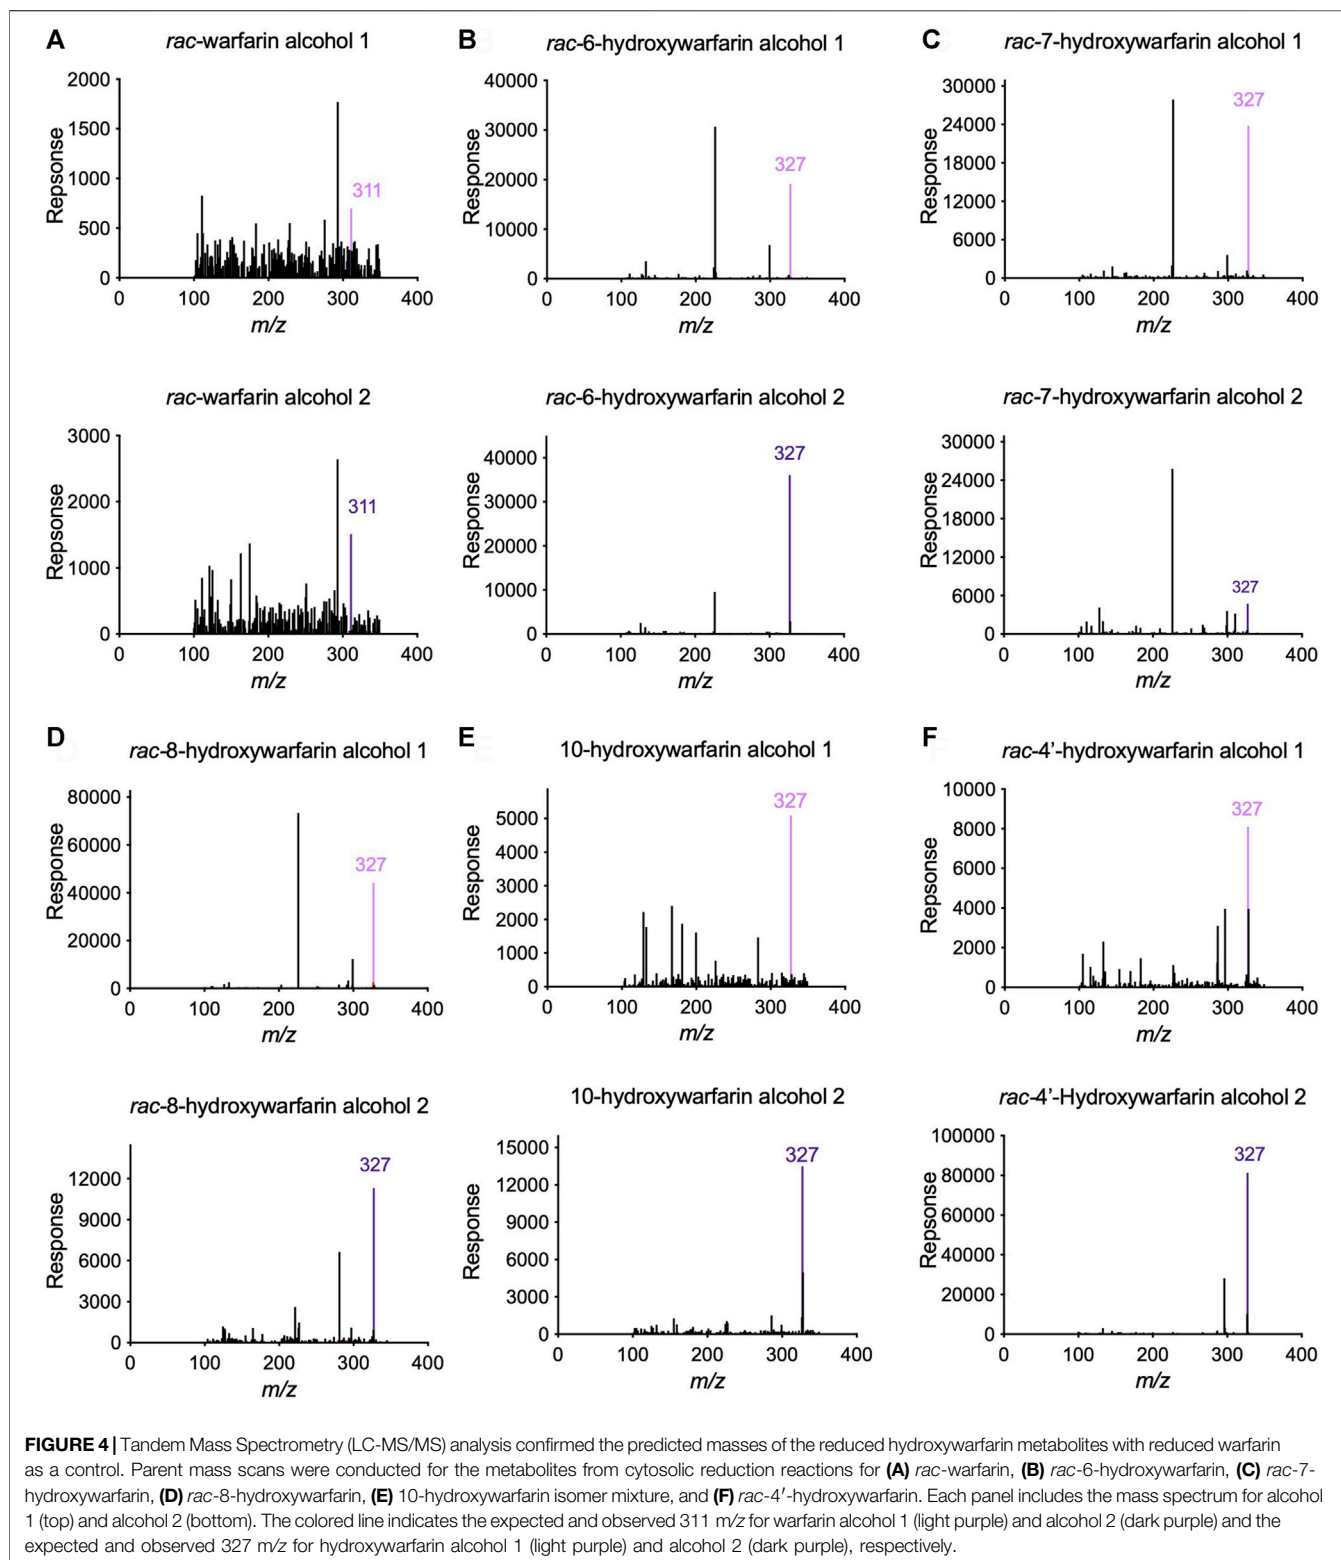 A
rac-warfarin alcohol 1
2000
1500
1000
500
0
Repsonse
311
0 100 200 300 400
m/z
B
rac-6-hydroxywarfarin alcohol 1
40000
30000
20000
10000
0
Response
327
0 100 200 300 400
m/z
C
rac-7-hydroxywarfarin alcohol 1
30000
24000
18000
12000
6000
0
Response
327
0 100 200 300 400
m/z
rac-warfarin alcohol 2
3000
2000
1000
0
Repsonse
311
0 100 200 300 400
m/z
rac-6-hydroxywarfarin alcohol 2
40000
30000
20000
10000
0
Response
327
0 100 200 300 400
m/z
rac-7-hydroxywarfarin alcohol 2
30000
24000
18000
12000
6000
0
Response
327
0 100 200 300 400
m/z
D
rac-8-hydroxywarfarin alcohol 1
80000
60000
40000
20000
0
Response
327
0 100 200 300 400
m/z
E
10-hydroxywarfarin alcohol 1
5000
4000
3000
2000
1000
0
Response
327
0 100 200 300 400
m/z
F
rac-4’-hydroxywarfarin alcohol 1
10000
8000
6000
4000
2000
0
Repsonse
327
0 100 200 300 400
m/z
rac-8-hydroxywarfarin alcohol 2
12000
9000
6000
3000
0
Response
327
0 100 200 300 400
m/z
10-hydroxywarfarin alcohol 2
15000
12000
9000
6000
3000
0
Response
327
0 100 200 300 400
m/z
rac-4’-Hydroxywarfarin alcohol 2
100000
80000
60000
40000
20000
0
Repsonse
327
0 100 200 300 400
m/z
FIGURE 4 | Tandem Mass Spectrometry (LC-MS/MS) analysis confirmed the predicted masses of the reduced hydroxywarfarin metabolites with reduced warfarin
as a control. Parent mass scans were conducted for the metabolites from cytosolic reduction reactions for (A) rac-warfarin, (B) rac-6-hydroxywarfarin, (C) rac-7-
hydroxywarfarin, (D) rac-8-hydroxywarfarin, (E) 10-hydroxywarfarin isomer mixture, and (F) rac-4′-hydroxywarfarin. Each panel includes the mass spectrum for alcohol
1 (top) and alcohol 2 (bottom). The colored line indicates the expected and observed 311 m/z for warfarin alcohol 1 (light purple) and alcohol 2 (dark purple) and the
expected and observed 327 m/z for hydroxywarfarin alcohol 1 (light purple) and alcohol 2 (dark purple), respectively.